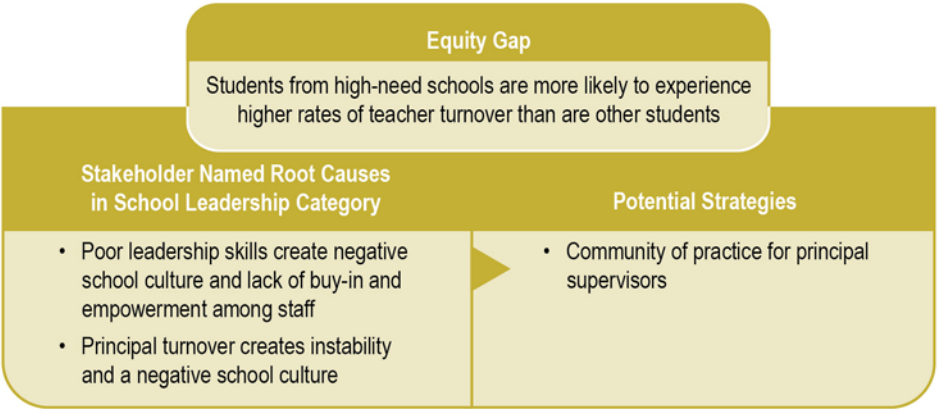 Equity Gap
Students from high-need schools are more likely to experience
higher rates of teacher turnover than are other students
Stakeholder Named Root Causes
in School Leadership Category
• Poor leadership skills create negative
school culture and lack of buy-in and
empowerment among staff
• Principal turnover creates instability
and a negative school culture
Potential Strategies
• Community of practice for principal
supervisors